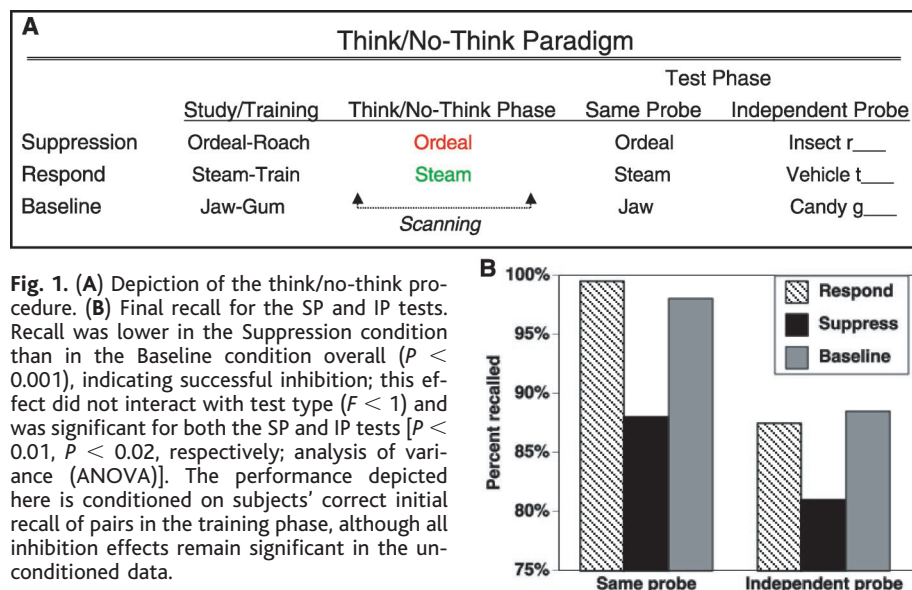 A
Think/No-Think Paradigm
Test Phase
Study/Training Think/No-Think Phase Same Probe Independent Probe
Suppression Ordeal-Roach Ordeal Ordeal Insect r___
Respond Steam-Train Steam Steam Vehicle t___
Baseline Jaw-Gum Jaw Candy g___
Scanning
Fig. 1. (A) Depiction of the think/no-think pro-
cedure. (B) Final recall for the SP and IP tests.
Recall was lower in the Suppression condition
than in the Baseline condition overall (P <
0.001), indicating successful inhibition; this ef-
fect did not interact with test type (F < 1) and
was significant for both the SP and IP tests [P <
0.01, P < 0.02, respectively; analysis of vari-
ance (ANOVA)]. The performance depicted
here is conditioned on subjects' correct initial
recall of pairs in the training phase, although all
inhibition effects remain significant in the un-
conditioned data.
B
100%
95%
90%
85%
80%
75%
Percent recalled
Respond
Suppress
Baseline
Same probe Independent probe